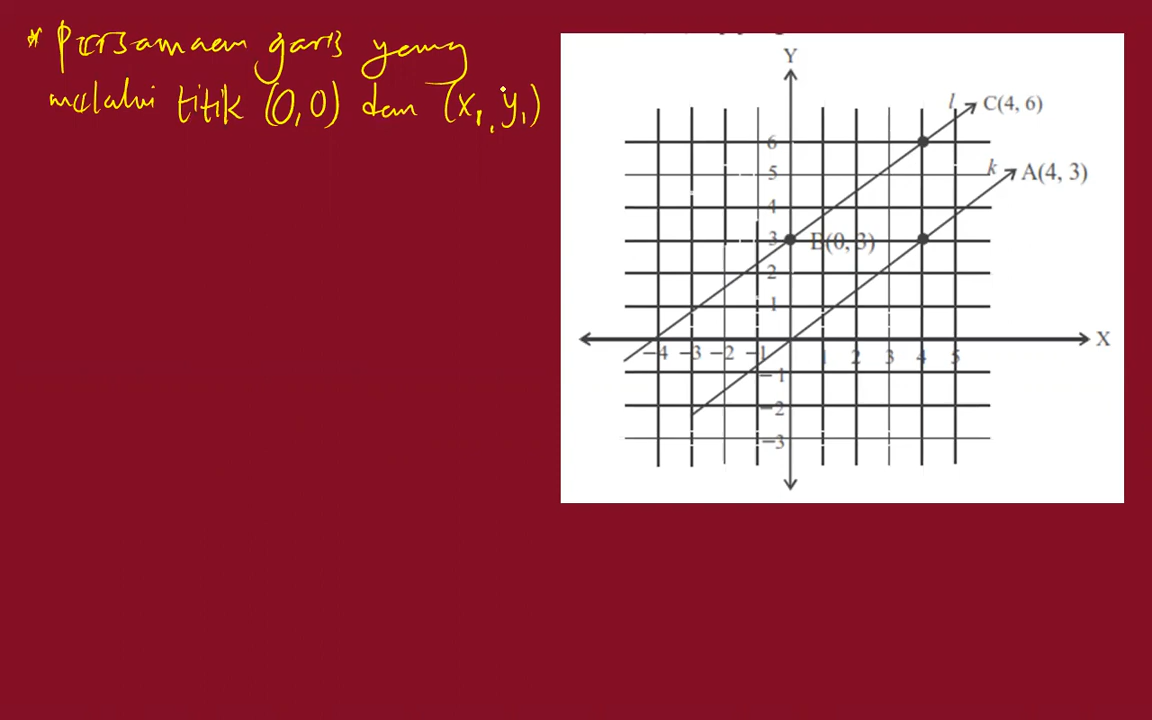 * Persamaan garis yang
melalui titik (0,0) dan (x₁, y₁)
Y
l C(4, 6)
6
k A(4, 3)
5
4
3 B(0, 3)
2
1
X
−4 −3 −2 −1 1 2 3 4 5
−1
−2
−3